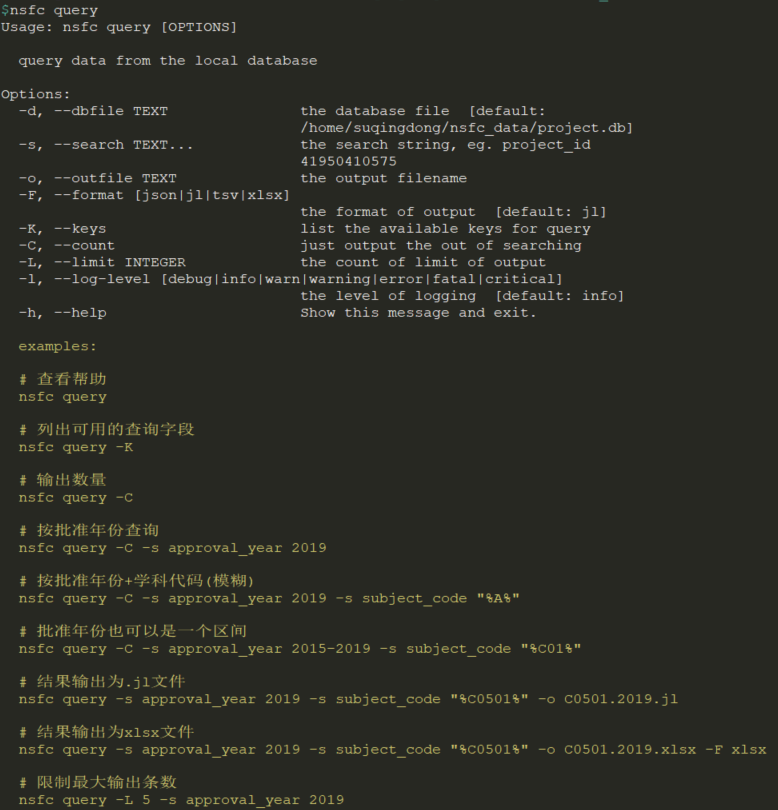 $nsfc query
Usage: nsfc query [OPTIONS]
query data from the local database
Options:
-d, --dbfile TEXT the database file [default:
/home/suqingdong/nsfc_data/project.db]
-s, --search TEXT... the search string, eg. project_id
41950410575
-o, --outfile TEXT the output filename
-F, --format [json|jl|tsv|xlsx]
the format of output [default: jl]
-K, --keys list the available keys for query
-C, --count just output the out of searching
-L, --limit INTEGER the count of limit of output
-l, --log-level [debug|info|warn|warning|error|fatal|critical]
the level of logging [default: info]
-h, --help Show this message and exit.
examples:
# 查看帮助
nsfc query
# 列出可用的查询字段
nsfc query -K
# 输出数量
nsfc query -C
# 按批准年份查询
nsfc query -C -s approval_year 2019
# 按批准年份+学科代码(模糊)
nsfc query -C -s approval_year 2019 -s subject_code "%A%"
# 批准年份也可以是一个区间
nsfc query -C -s approval_year 2015-2019 -s subject_code "%C01%"
# 结果输出为.jl文件
nsfc query -s approval_year 2019 -s subject_code "%C0501%" -o C0501.2019.jl
# 结果输出为xlsx文件
nsfc query -s approval_year 2019 -s subject_code "%C0501%" -o C0501.2019.xlsx -F xlsx
# 限制最大输出条数
nsfc query -L 5 -s approval_year 2019